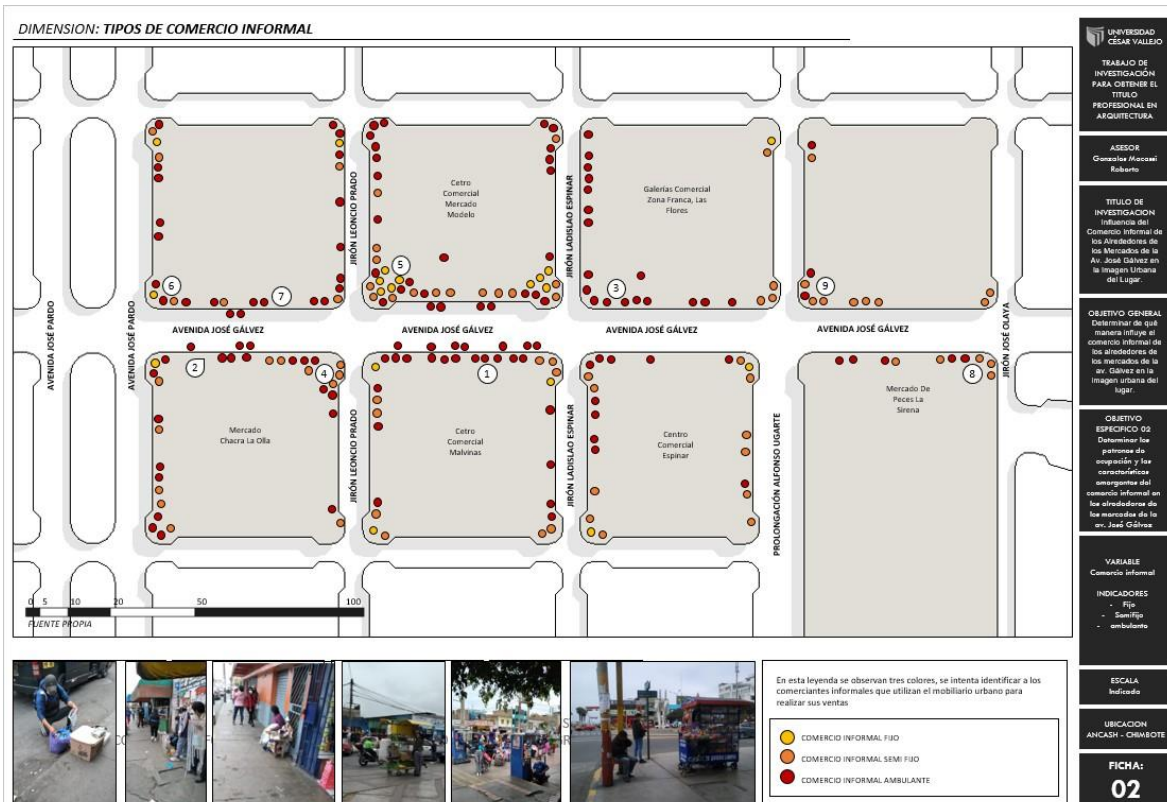 DIMENSION: TIPOS DE COMERCIO INFORMAL
Cetro
Comercial
Mercado
Modelo
Galerías Comercial
Zona Franca, Las
Flores
JIRÓN LEONCIO PRADO
JIRÓN LADISLAO ESPINAR
5
6
7
3
9
AVENIDA JOSÉ PARDO
AVENIDA JOSÉ PARDO
AVENIDA JOSÉ GÁLVEZ
AVENIDA JOSÉ GÁLVEZ
AVENIDA JOSÉ GÁLVEZ
AVENIDA JOSÉ GÁLVEZ
JIRÓN JOSÉ OLAYA
2
4
1
8
Mercado
Chacra La Olla
Cetro
Comercial
Malvinas
Centro
Comercial
Espinar
Mercado De
Peces La
Sirena
JIRÓN LEONCIO PRADO
JIRÓN LADISLAO ESPINAR
PROLONGACIÓN ALFONSO UGARTE
0 5 10 20 50 100
FUENTE PROPIA
En esta leyenda se observan tres colores, se intenta identificar a los
comerciantes informales que utilizan el mobiliario urbano para
realizar sus ventas
COMERCIO INFORMAL FIJO
COMERCIO INFORMAL SEMI FIJO
COMERCIO INFORMAL AMBULANTE
UNIVERSIDAD
CÉSAR VALLEJO
TRABAJO DE
INVESTIGACIÓN
PARA OBTENER EL
TITULO
PROFESIONAL EN
ARQUITECTURA
ASESOR
Gonzales Macassi
Roberto
TITULO DE
INVESTIGACION
Influencia del
Comercio Informal de
los Alrededores de
los Mercados de la
Av. José Gálvez en
la Imagen Urbana
del Lugar.
OBJETIVO GENERAL
Determinar de qué
manera influye el
comercio informal de
los alrededores de
los mercados de la
av. Gálvez en la
imagen urbana del
lugar.
OBJETIVO
ESPECIFICO 02
Determinar los
patrones de
ocupación y las
características
emergentes del
comercio informal en
los alrededores de
los mercados de la
av. José Gálvez
VARIABLE
Comercio informal
INDICADORES
- Fijo
- Semifijo
- ambulante
ESCALA
Indicada
UBICACION
ANCASH - CHIMBOTE
FICHA:
02